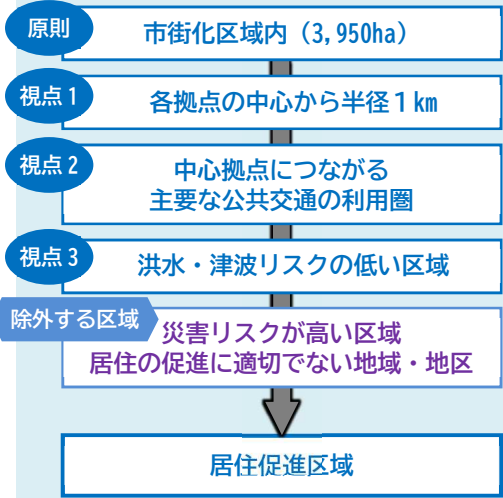 原則
市街化区域内（3,950ha）
視点1
各拠点の中心から半径１㎞
視点2
中心拠点につながる
主要な公共交通の利用圏
視点3
洪水・津波リスクの低い区域
除外する区域
災害リスクが高い区域
居住の促進に適切でない地域・地区
居住促進区域